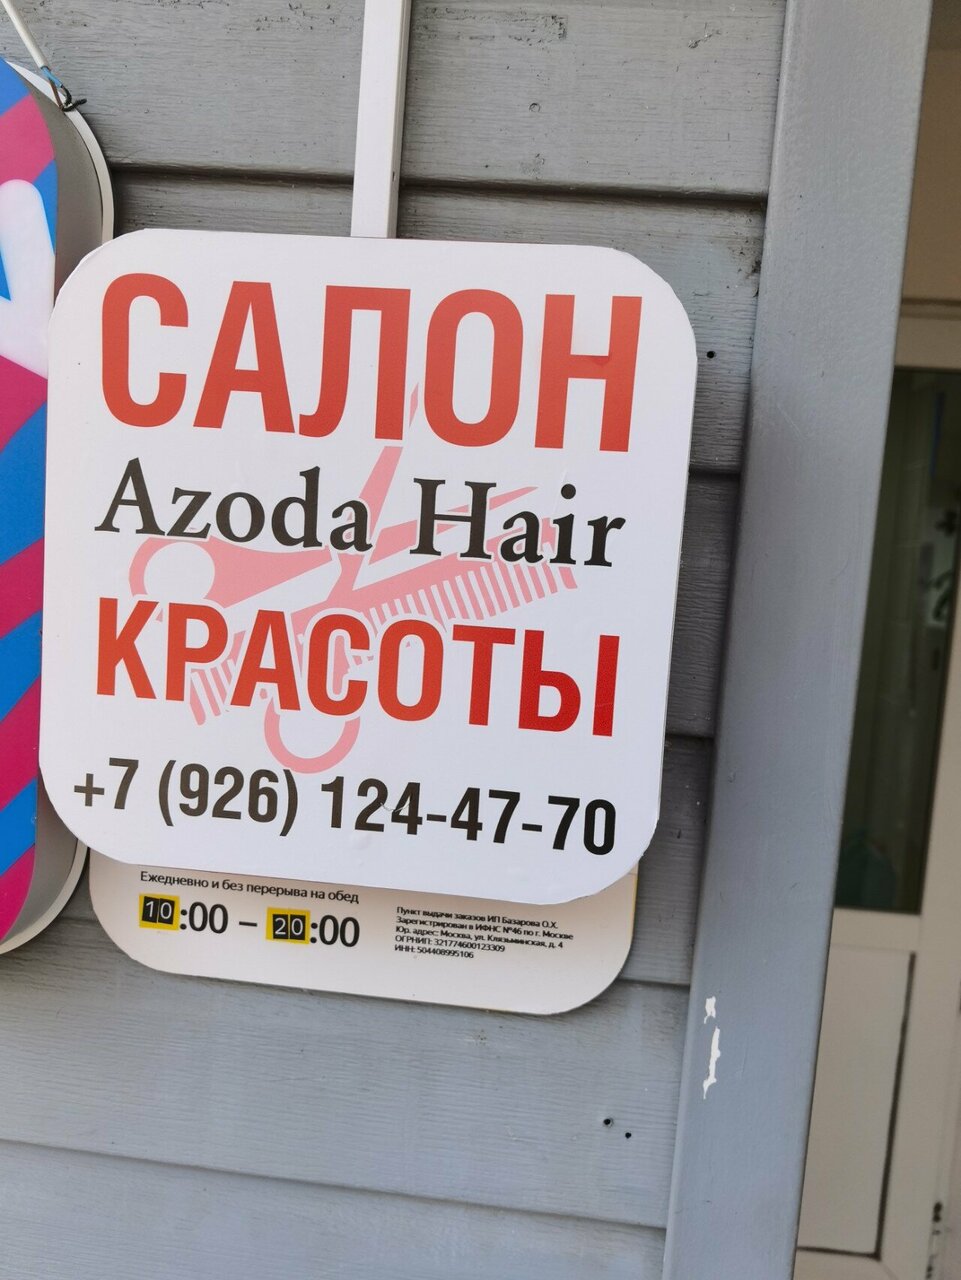 САЛОН
Azoda Hair
КРАСОТЫ
+7 (926) 124-47-70
Ежедневно и без перерыва на обед
10:00 – 20:00
Пункт выдачи заказов ИП Базарова О.Х.
Зарегистрирован в ИФНС №46 по г. Москве
Юр. адрес: Москва, ул. Клязьминская, д. 4
ОГРНИП: 321774600123309
ИНН: 504408995106